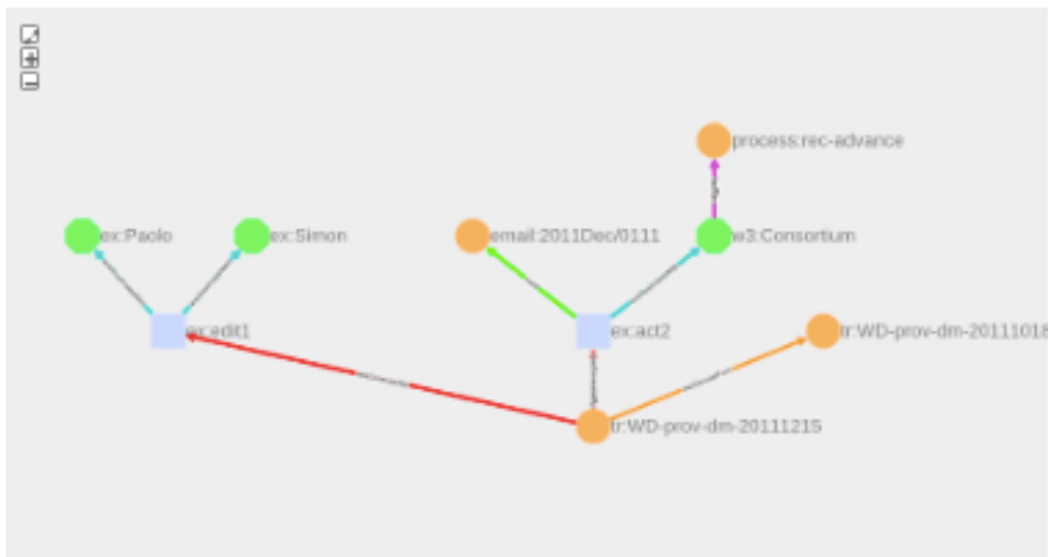 process:rec-advance
ex:Paolo
ex:Simon
email:2011Dec/0111
w3:Consortium
ex:edit1
ex:act2
tr:WD-prov-dm-20111018
tr:WD-prov-dm-20111215